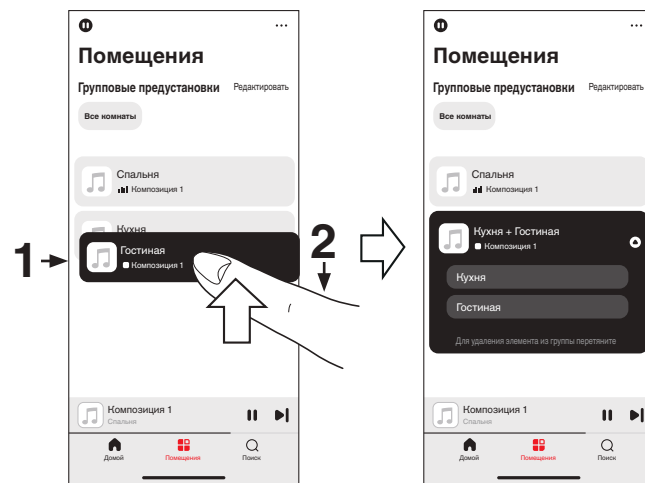 Помещения
Групповые предустановки Редактировать
Все комнаты
Спальня
Композиция 1
Кухня
Гостиная
Композиция 1
1
2
Композиция 1
Спальня
Домой Помещения Поиск
Помещения
Групповые предустановки Редактировать
Все комнаты
Спальня
Композиция 1
Кухня + Гостиная
Композиция 1
Кухня
Гостиная
Для удаления элемента из группы перетяните
Композиция 1
Спальня
Домой Помещения Поиск